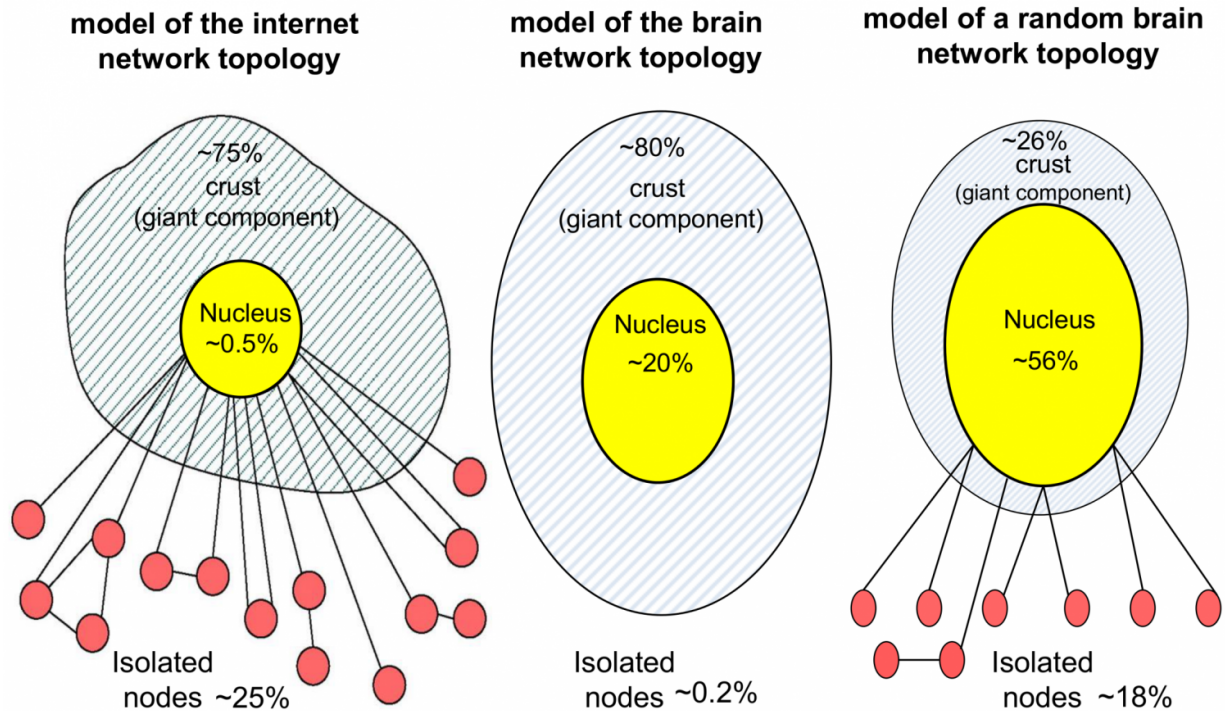 model of the internet
network topology
~75%
crust
(giant component)
Nucleus
~0.5%
Isolated
nodes ~25%
model of the brain
network topology
~80%
crust
(giant component)
Nucleus
~20%
Isolated
nodes ~0.2%
model of a random brain
network topology
~26%
crust
(giant component)
Nucleus
~56%
Isolated
nodes ~18%